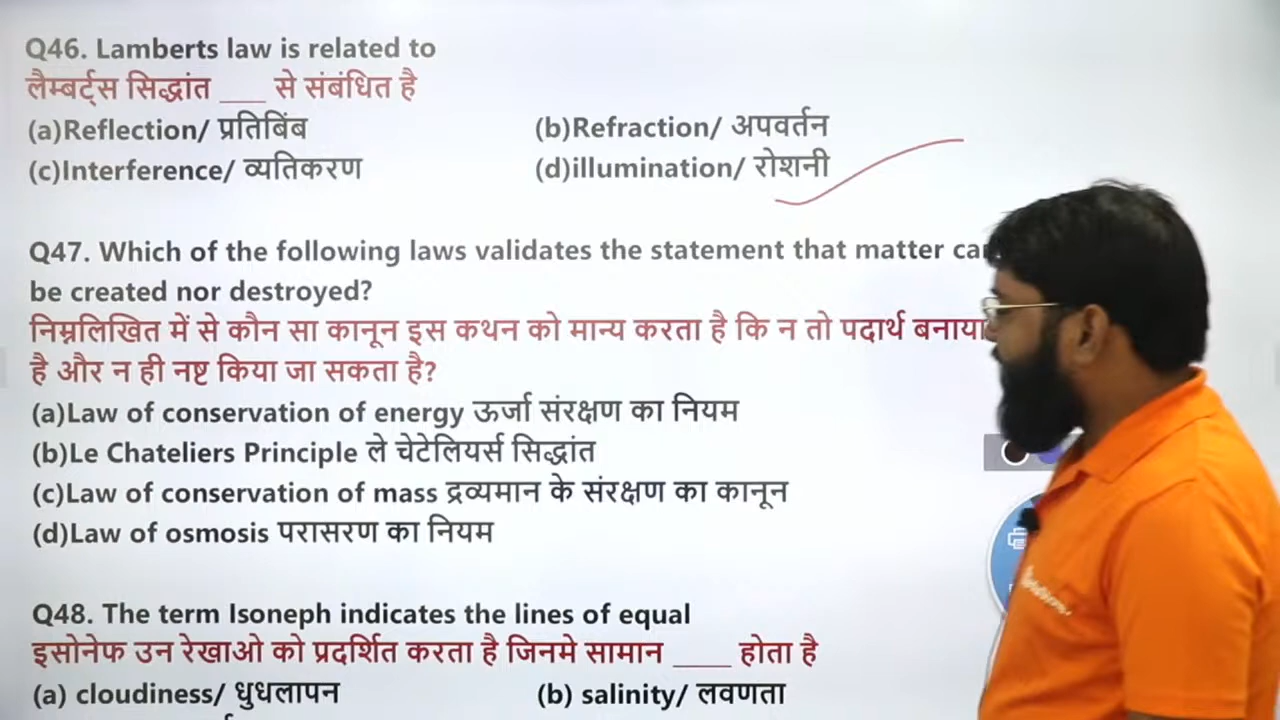 Q46. Lamberts law is related to
लैम्बर्ट्स सिद्धांत ___ से संबंधित है
(a)Reflection/ प्रतिबिंब
(b)Refraction/ अपवर्तन
(c)Interference/ व्यतिकरण
(d)illumination/ रोशनी
Q47. Which of the following laws validates the statement that matter
be created nor destroyed?
निम्नलिखित में से कौन सा कानून इस कथन को मान्य करता है कि न तो पदार्थ बनाया
है और न ही नष्ट किया जा सकता है?
(a)Law of conservation of energy ऊर्जा संरक्षण का नियम
(b)Le Chateliers Principle ले चेटेलियर्स सिद्धांत
(c)Law of conservation of mass द्रव्यमान के संरक्षण का कानून
(d)Law of osmosis परासरण का नियम
Q48. The term Isoneph indicates the lines of equal
इसोनेफ उन रेखाओ को प्रदर्शित करता है जिनमे सामान ____ होता है
(a) cloudiness/ धुधलापन
(b) salinity/ लवणता